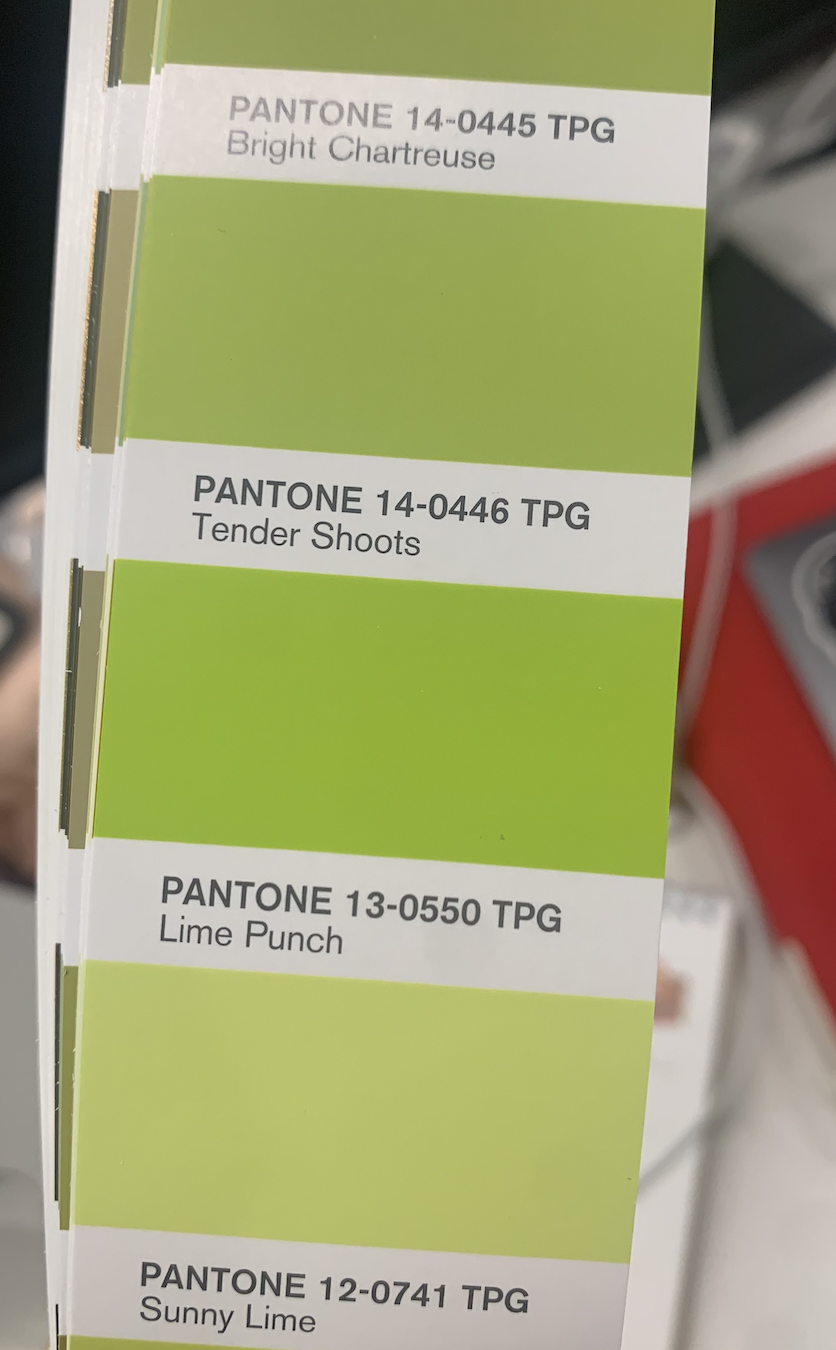 PANTONE 14-0445 TPG
Bright Chartreuse
PANTONE 14-0446 TPG
Tender Shoots
PANTONE 13-0550 TPG
Lime Punch
PANTONE 12-0741 TPG
Sunny Lime